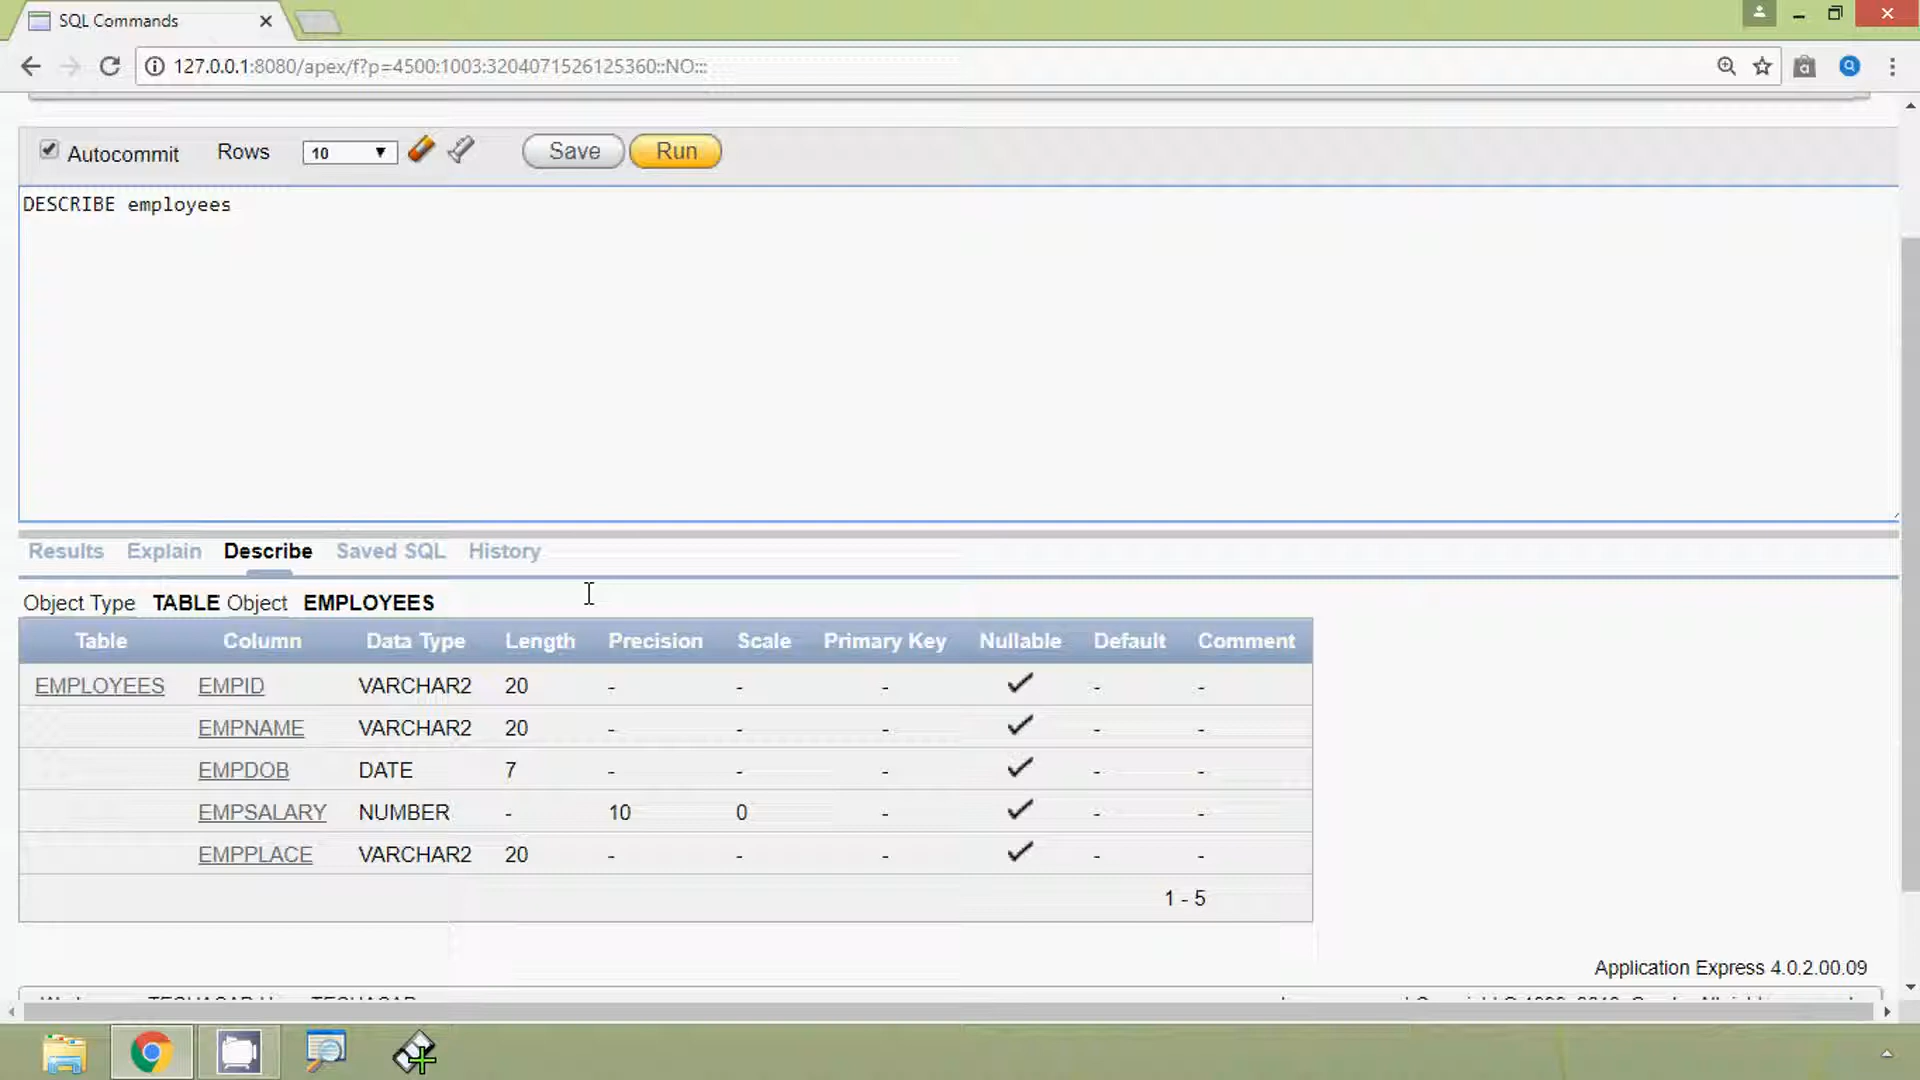 SQL Commands
127.0.0.1:8080/apex/f?p=4500:1003:3204071526125360::NO:::
Autocommit Rows 10 Save Run
DESCRIBE employees
Results Explain Describe Saved SQL History
Object Type TABLE Object EMPLOYEES
Table Column Data Type Length Precision Scale Primary Key Nullable Default Comment
EMPLOYEES EMPID VARCHAR2 20 - - - - -
EMPNAME VARCHAR2 20 - - - - -
EMPDOB DATE 7 - - - - -
EMPSALARY NUMBER - 10 0 - - -
EMPPLACE VARCHAR2 20 - - - - -
1 - 5
Application Express 4.0.2.00.09